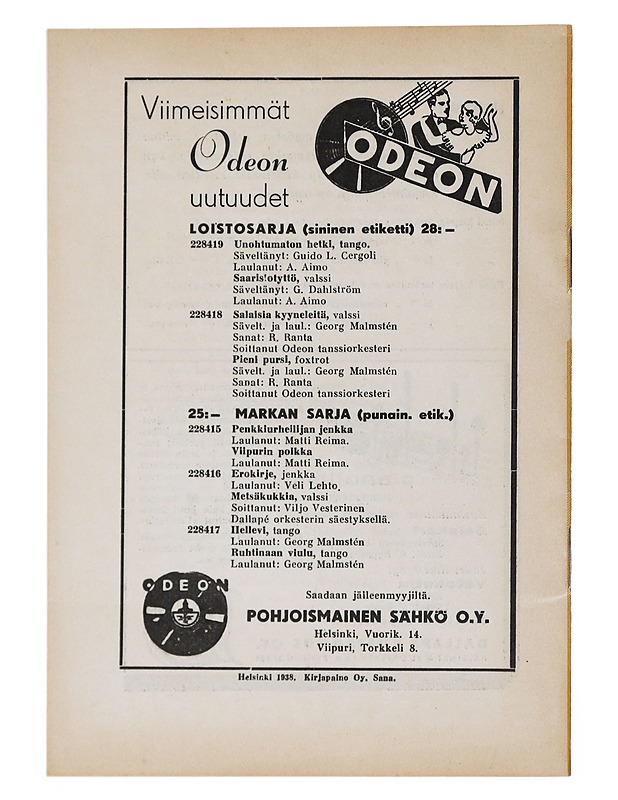 Viimeisimmät
Odeon
uutuudet
ODEON
LOISTOSARJA (sininen etiketti) 28:—
228419 Unohtumaton hetki, tango.
Säveltänyt: Guido L. Cergoli
Laulanut: A. Aimo
Saaristotyttö, valssi
Säveltänyt: G. Dahlström
Laulanut: A. Aimo
228418 Salaisia kyyneleitä, valssi
Sävelt. ja laul.: Georg Malmstén
Sanat: R. Ranta
Soittanut Odeon tanssiorkesteri
Pieni pursi, foxtrot
Sävelt. ja laul.: Georg Malmstén
Sanat: R. Ranta
Soittanut Odeon tanssiorkesteri
25:— MARKAN SARJA (punain. etik.)
228415 Penkkiurheilijan jenkka
Laulanut: Matti Reima.
Viipurin polkka
Laulanut: Matti Reima.
228416 Erokirje, jenkka
Laulanut: Veli Lehto.
Metsäkukkia, valssi
Soittanut: Viljo Vesterinen
Dallapé orkesterin säestyksellä.
228417 Hellevi, tango
Laulanut: Georg Malmstén
Ruhtinaan viulu, tango
Laulanut: Georg Malmstén
ODEON
Saadaan jälleenmyyjiltä.
POHJOISMAINEN SÄHKÖ O.Y.
Helsinki, Vuorik. 14.
Viipuri, Torkkeli 8.
Helsinki 1938. Kirjapaino Oy. Sana.